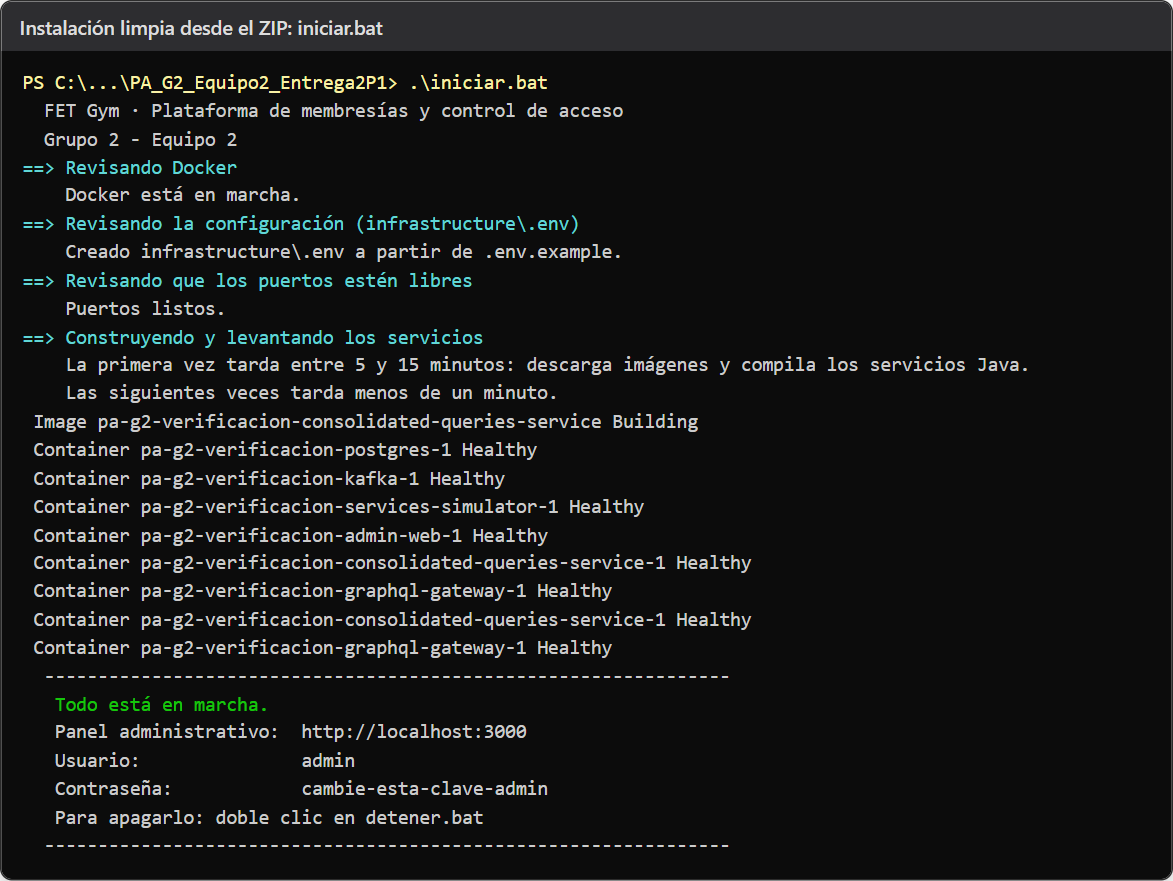 Instalación limpia desde el ZIP: iniciar.bat
PS C:\...\PA_G2_Equipo2_Entrega2P1> .\iniciar.bat
FET Gym · Plataforma de membresías y control de acceso
Grupo 2 - Equipo 2
==> Revisando Docker
Docker está en marcha.
==> Revisando la configuración (infrastructure\.env)
Creado infrastructure\.env a partir de .env.example.
==> Revisando que los puertos estén libres
Puertos listos.
==> Construyendo y levantando los servicios
La primera vez tarda entre 5 y 15 minutos: descarga imágenes y compila los servicios Java.
Las siguientes veces tarda menos de un minuto.
Image pa-g2-verificacion-consolidated-queries-service Building
Container pa-g2-verificacion-postgres-1 Healthy
Container pa-g2-verificacion-kafka-1 Healthy
Container pa-g2-verificacion-services-simulator-1 Healthy
Container pa-g2-verificacion-admin-web-1 Healthy
Container pa-g2-verificacion-consolidated-queries-service-1 Healthy
Container pa-g2-verificacion-graphql-gateway-1 Healthy
Container pa-g2-verificacion-consolidated-queries-service-1 Healthy
Container pa-g2-verificacion-graphql-gateway-1 Healthy
----------------------------------------------------------------
Todo está en marcha.
Panel administrativo: http://localhost:3000
Usuario: admin
Contraseña: cambie-esta-clave-admin
Para apagarlo: doble clic en detener.bat
----------------------------------------------------------------